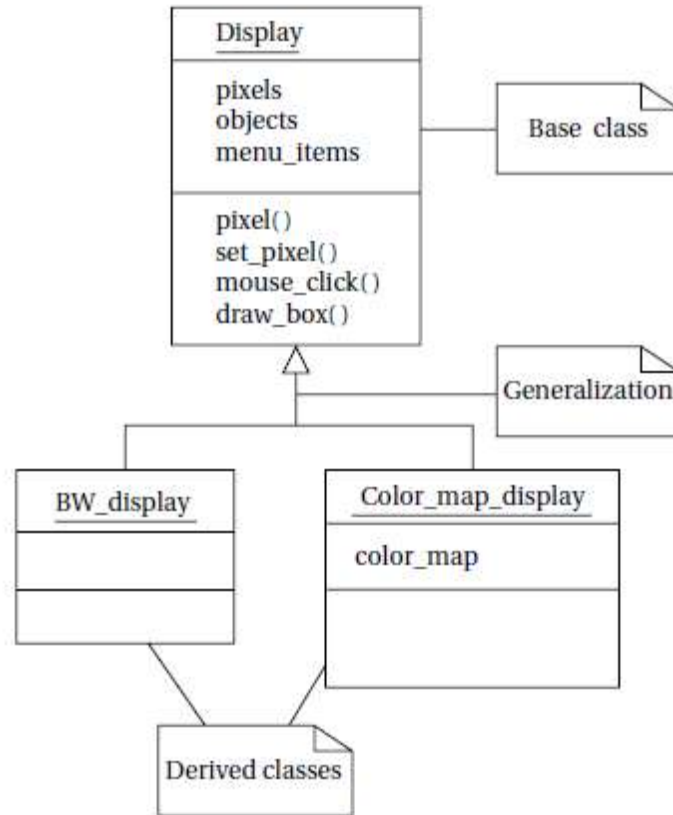 Display
pixels
objects
menu_items
Base class
pixel()
set_pixel()
mouse_click()
draw_box()
Generalization
BW_display
Color_map_display
color_map
Derived classes